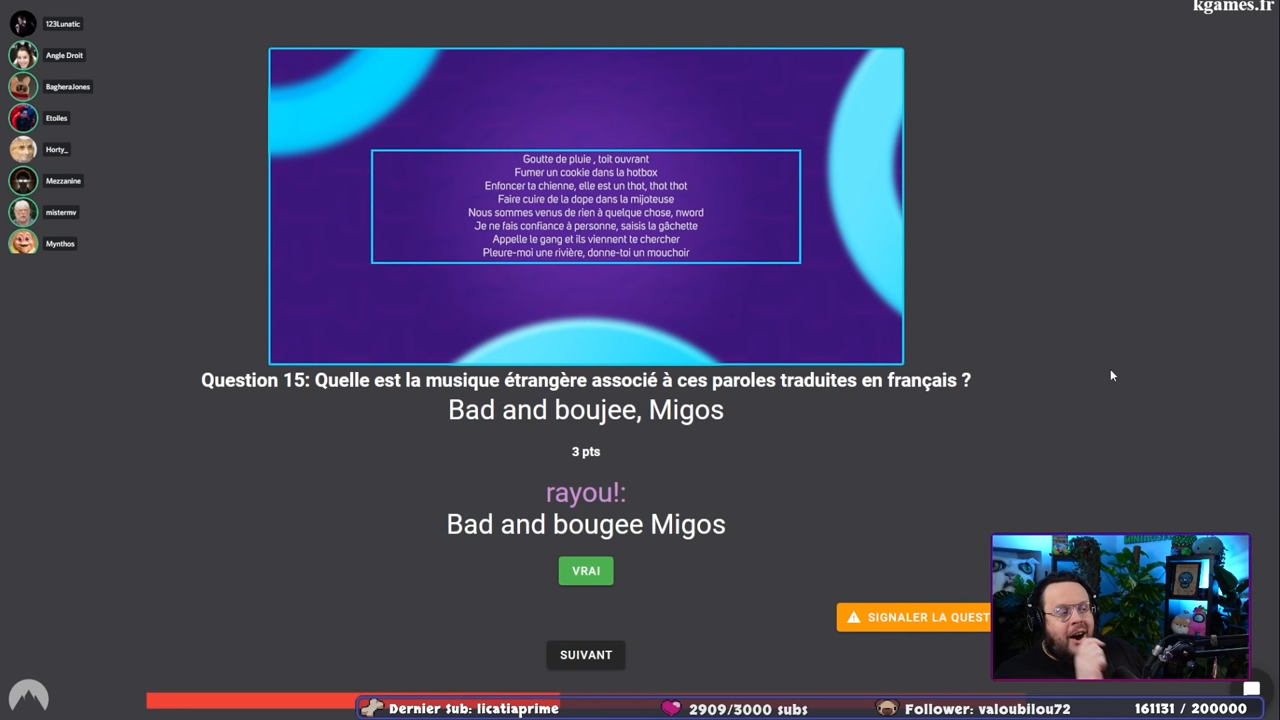 kgames.fr
123Lunatic
Angle Droit
BagheraJones
Etoiles
Horty_
Mezzanine
mistermv
Mynthos
Goutte de pluie , toit ouvrant
Fumer un cookie dans la hotbox
Enfoncer ta chienne, elle est un thot, thot thot
Faire cuire de la dope dans la mijoteuse
Nous sommes venus de rien à quelque chose, nword
Je ne fais confiance à personne, saisis la gâchette
Appelle le gang et ils viennent te chercher
Pleure-moi une rivière, donne-toi un mouchoir
Question 15: Quelle est la musique étrangère associé à ces paroles traduites en français ?
Bad and boujee, Migos
3 pts
rayou!:
Bad and bougee Migos
VRAI
SIGNALER LA QUEST
SUIVANT
Dernier Sub: licatiaprime
2909/3000 subs
Follower: valoubilou72
161131 / 200000